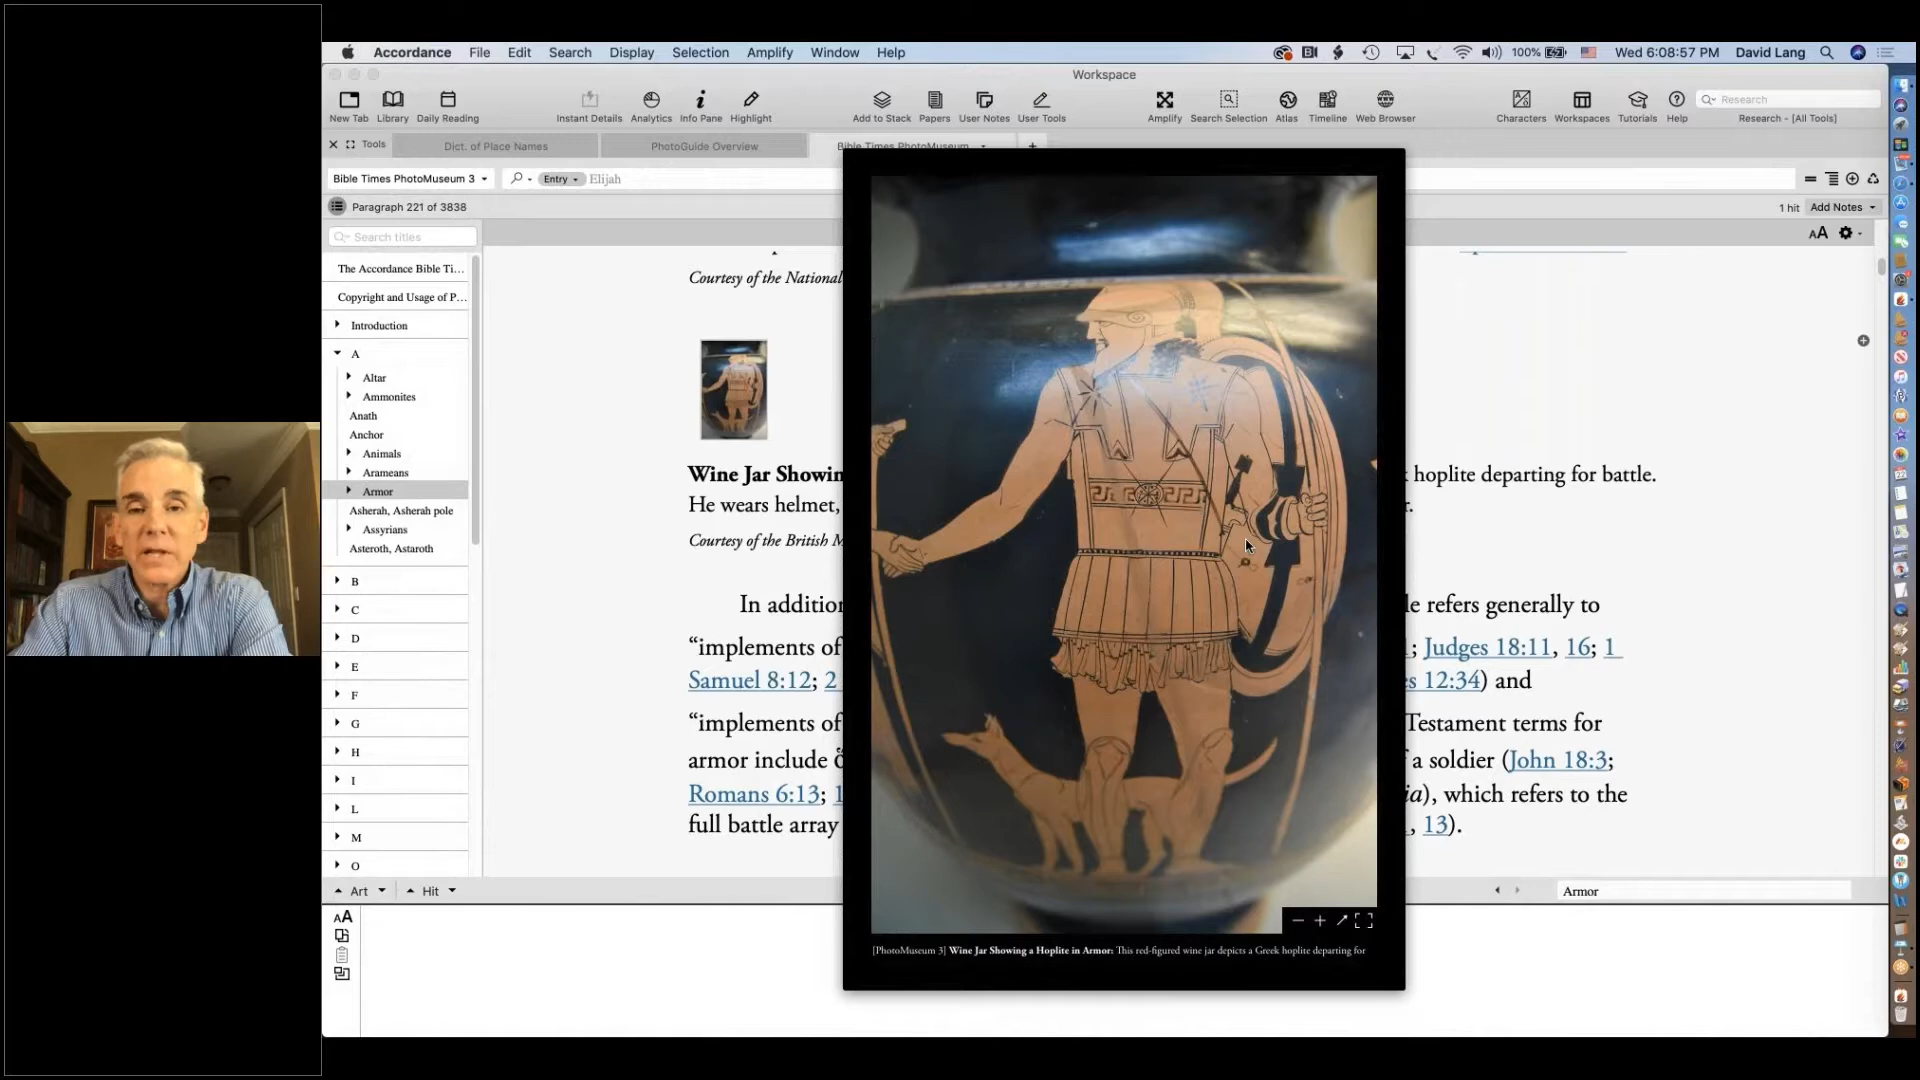 Accordance File Edit Search Display Selection Amplify Window Help 100% Wed 6:08:57 PM David Lang
Workspace
New Tab Library Daily Reading Instant Details Analytics Info Pane Highlight Add to Stack Papers User Notes User Tools Amplify Search Selection Atlas Timeline Web Browser Characters Workspaces Tutorials Help Research - [All Tools]
Research
Tools Dict. of Place Names PhotoGuide Overview Bible Times PhotoMuseum
Bible Times PhotoMuseum 3 Entry Elijah
Paragraph 221 of 3838 1 hit Add Notes
Search titles AA
The Accordance Bible Ti...
Copyright and Usage of P...
Introduction
A
Altar
Ammonites
Anath
Anchor
Animals
Arameans
Armor
Asherah, Asherah pole
Assyrians
Asteroth, Astaroth
B
C
D
E
F
G
H
I
L
M
O
Courtesy of the National
Wine Jar Showin hoplite departing for battle.
He wears helmet,
Courtesy of the British M
In addition le refers generally to
“implements of ; Judges 18:11, 16; 1
Samuel 8:12; 2 s 12:34) and
“implements of Testament terms for
armor include a soldier (John 18:3;
Romans 6:13; 1 ia), which refers to the
full battle array , 13).
[PhotoMuseum 3] Wine Jar Showing a Hoplite in Armor: This red-figured wine jar depicts a Greek hoplite departing for
Art Hit Armor
AA